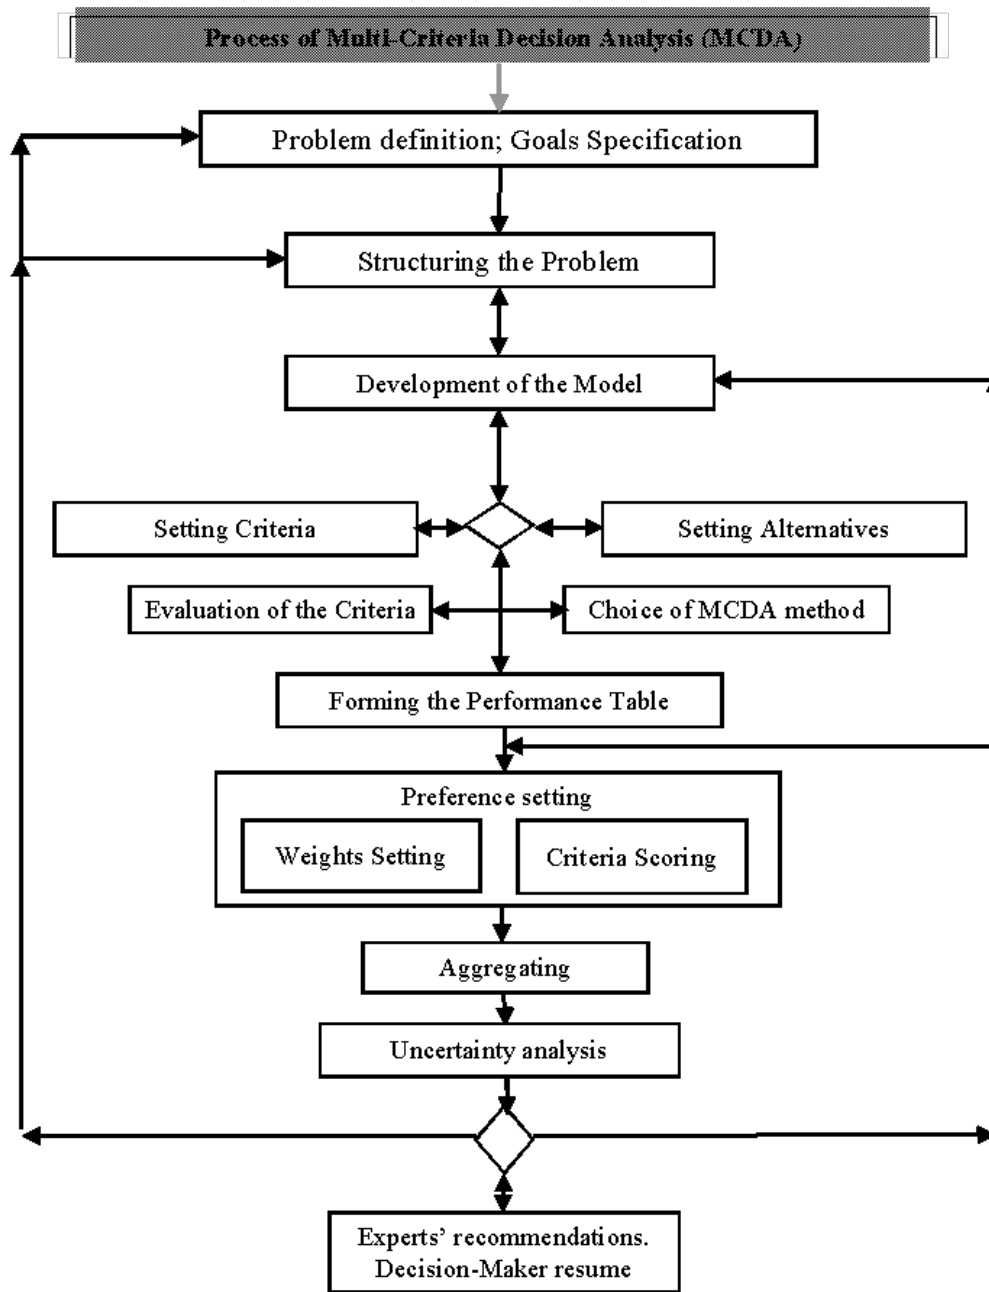 Process of Multi-Criteria Decision Analysis (MCDA)
Problem definition; Goals Specification
Structuring the Problem
Development of the Model
Setting Criteria
Setting Alternatives
Evaluation of the Criteria
Choice of MCDA method
Forming the Performance Table
Preference setting
Weights Setting
Criteria Scoring
Aggregating
Uncertainty analysis
Experts’ recommendations.
Decision-Maker resume